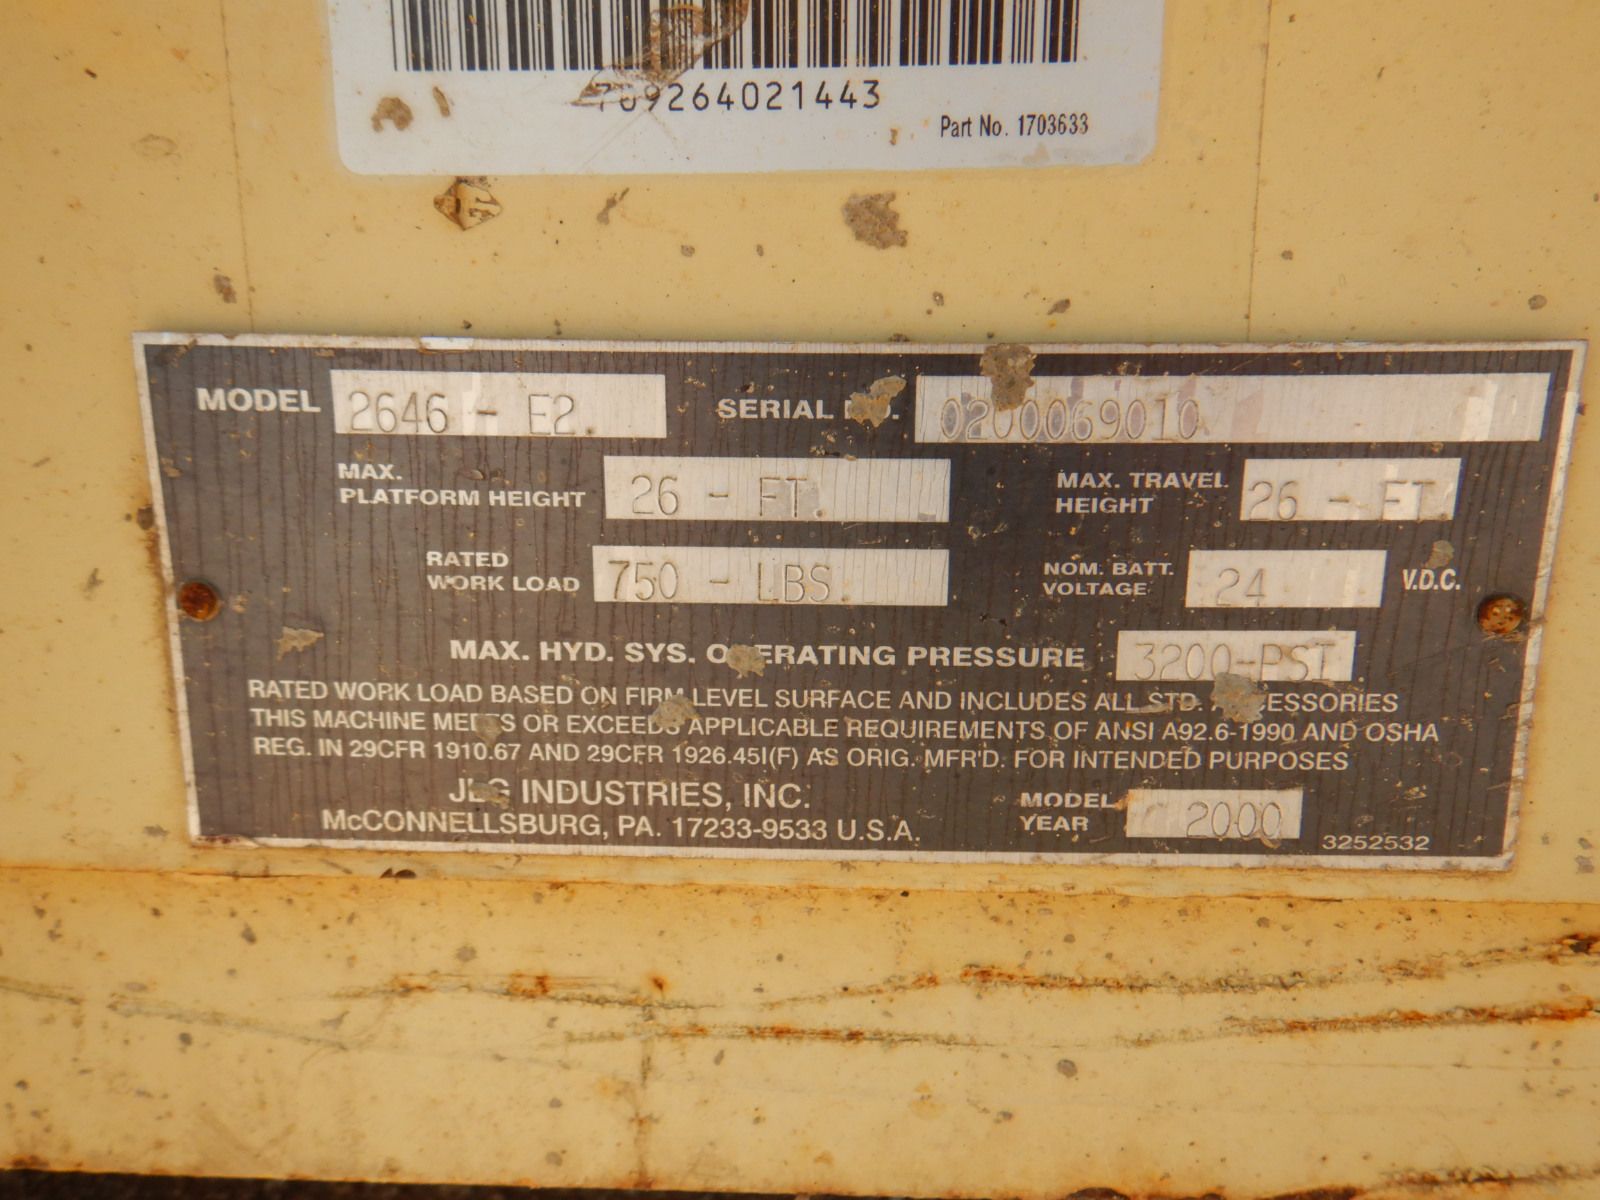 709264021443
Part No. 1703633
MODEL 2646 - E2 SERIAL NO. 0200069010
MAX. PLATFORM HEIGHT 26 - FT. MAX. TRAVEL HEIGHT 26 - FT.
RATED WORK LOAD 750 - LBS. NOM. BATT. VOLTAGE 24 V.D.C.
MAX. HYD. SYS. OPERATING PRESSURE 3200-PSI
RATED WORK LOAD BASED ON FIRM LEVEL SURFACE AND INCLUDES ALL STD. ACCESSORIES
THIS MACHINE MEETS OR EXCEEDS APPLICABLE REQUIREMENTS OF ANSI A92.6-1990 AND OSHA
REG. IN 29CFR 1910.67 AND 29CFR 1926.451(F) AS ORIG. MFR'D. FOR INTENDED PURPOSES
JLG INDUSTRIES, INC.
McCONNELLSBURG, PA. 17233-9533 U.S.A.
MODEL YEAR 2000
3252532